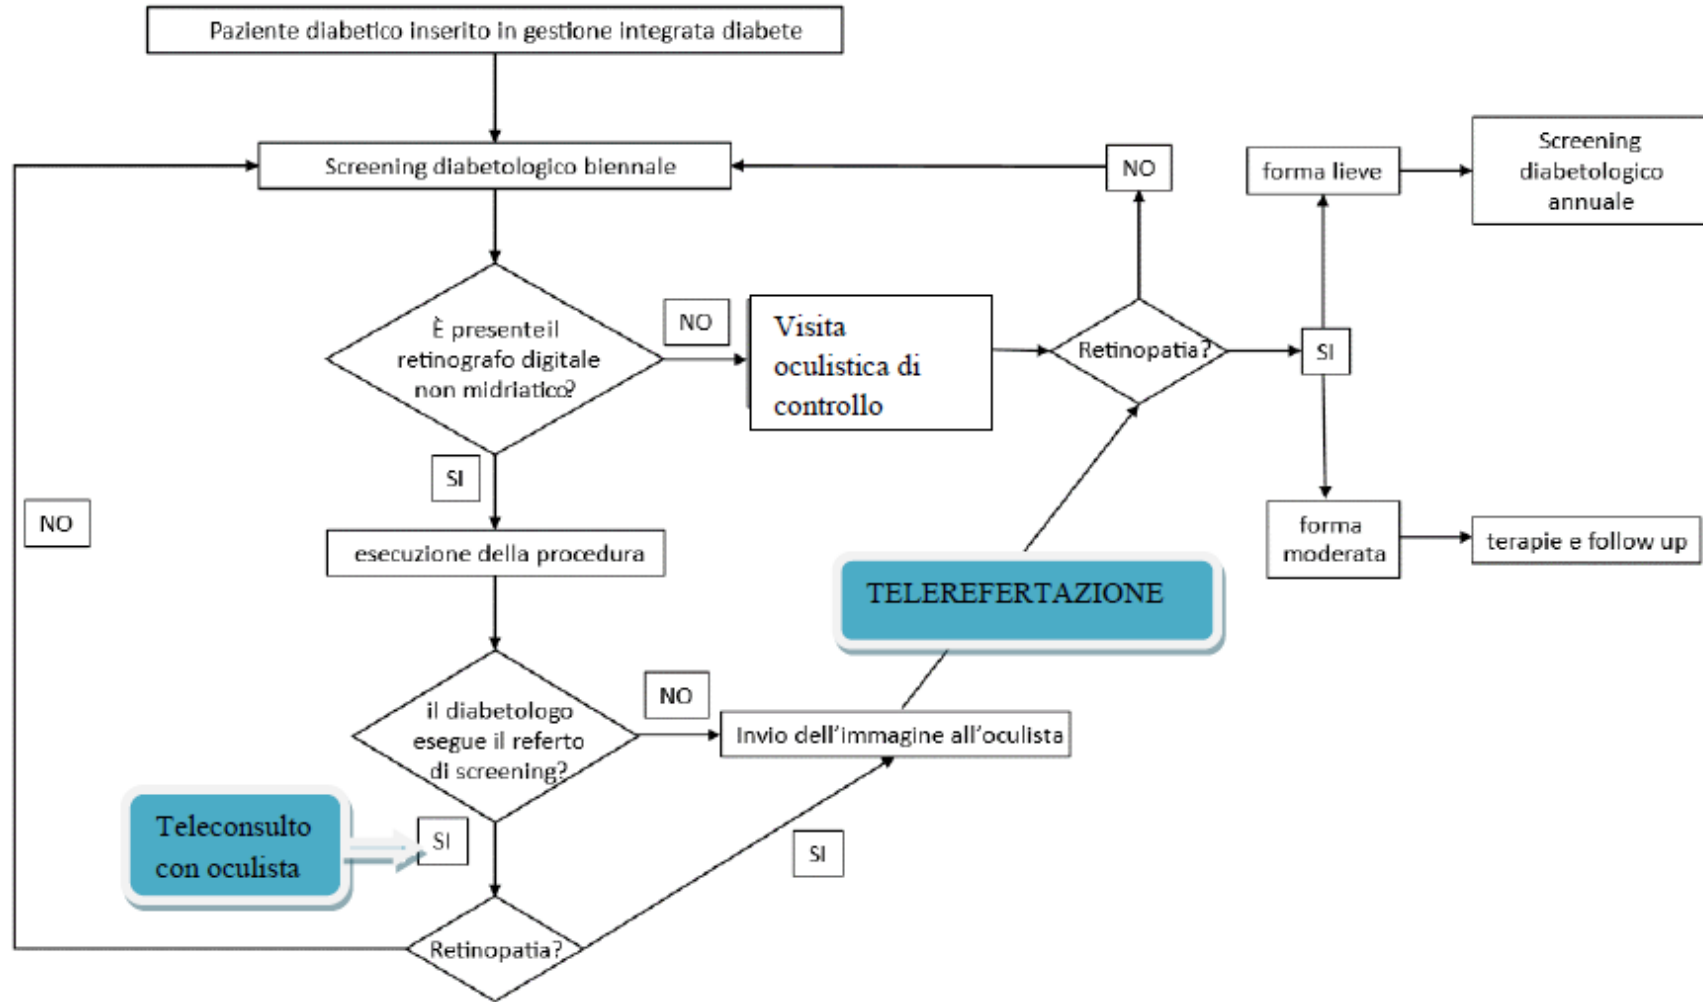 Paziente diabetico inserito in gestione integrata diabete
Screening diabetologico biennale
NO
forma lieve
Screening
diabetologico
annuale
È presente il
retinografo digitale
non midriatico?
NO
Visita
oculistica di
controllo
Retinopatia?
SI
SI
NO
esecuzione della procedura
forma
moderata
terapie e follow up
TELEREFERTAZIONE
il diabetologo
esegue il referto
di screening?
NO
Invio dell'immagine all'oculista
Teleconsulto
con oculista
SI
SI
Retinopatia?